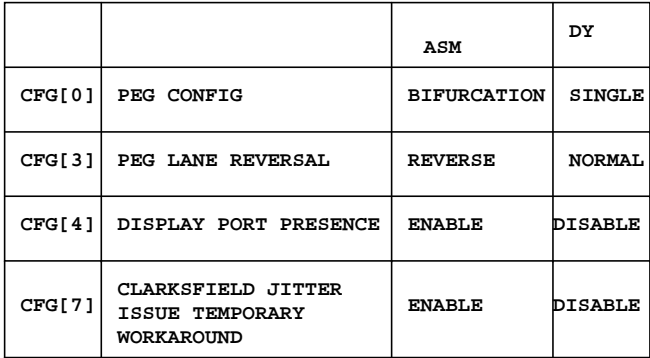 ASM DY
CFG[0] PEG CONFIG BIFURCATION SINGLE
CFG[3] PEG LANE REVERSAL REVERSE NORMAL
CFG[4] DISPLAY PORT PRESENCE ENABLE DISABLE
CFG[7] CLARKSFIELD JITTER ISSUE TEMPORARY WORKAROUND ENABLE DISABLE